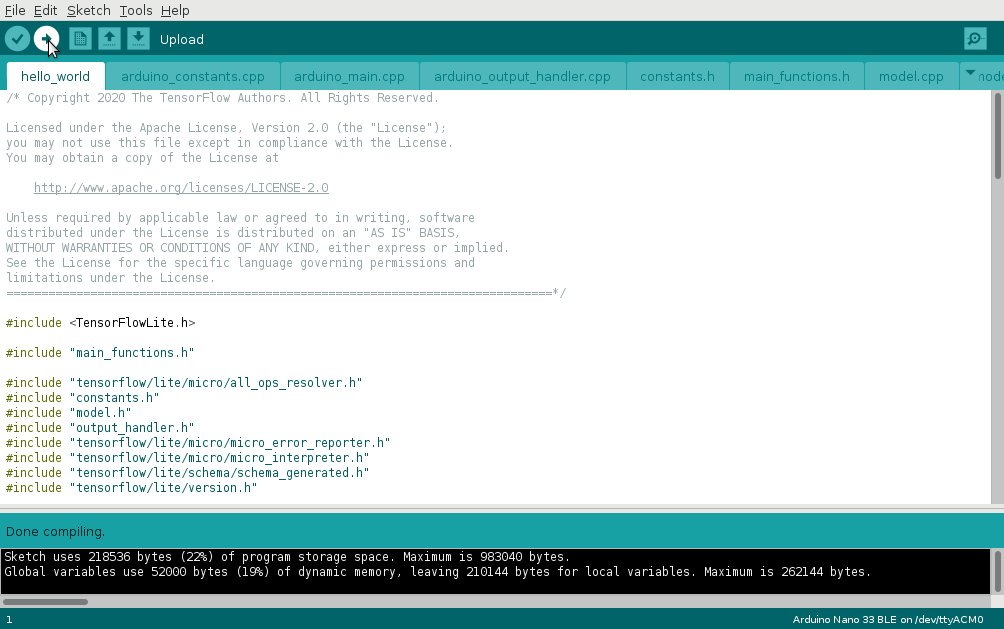 File Edit Sketch Tools Help
Upload
hello_world arduino_constants.cpp arduino_main.cpp arduino_output_handler.cpp constants.h main_functions.h model.cpp mode
/* Copyright 2020 The TensorFlow Authors. All Rights Reserved.
Licensed under the Apache License, Version 2.0 (the "License");
you may not use this file except in compliance with the License.
You may obtain a copy of the License at
http://www.apache.org/licenses/LICENSE-2.0
Unless required by applicable law or agreed to in writing, software
distributed under the License is distributed on an "AS IS" BASIS,
WITHOUT WARRANTIES OR CONDITIONS OF ANY KIND, either express or implied.
See the License for the specific language governing permissions and
limitations under the License.
==============================================================================*/
#include <TensorFlowLite.h>
#include "main_functions.h"
#include "tensorflow/lite/micro/all_ops_resolver.h"
#include "constants.h"
#include "model.h"
#include "output_handler.h"
#include "tensorflow/lite/micro/micro_error_reporter.h"
#include "tensorflow/lite/micro/micro_interpreter.h"
#include "tensorflow/lite/schema/schema_generated.h"
#include "tensorflow/lite/version.h"
Done compiling.
Sketch uses 218536 bytes (22%) of program storage space. Maximum is 983040 bytes.
Global variables use 52000 bytes (19%) of dynamic memory, leaving 210144 bytes for local variables. Maximum is 262144 bytes.
1 Arduino Nano 33 BLE on /dev/ttyACM0